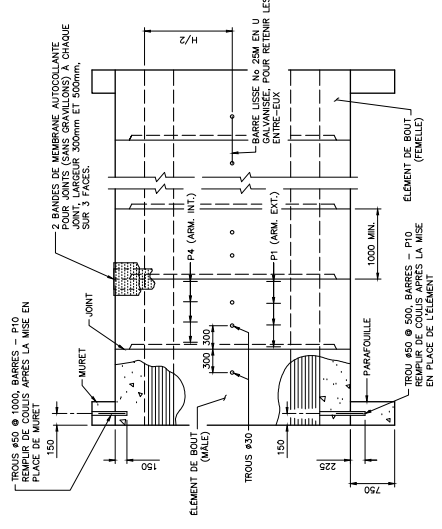 TROUS ø50 @ 1000, BARRES - P10
REMPLIR DE COULIS APRÈS LA MISE EN
PLACE DE MURET
MURET
JOINT
2 BANDES DE MEMBRANE AUTOCOLLANTE
POUR JOINTS (SANS GRAVILLONS) À CHAQUE
JOINT, LARGEUR 300mm ET 500mm,
SUR 3 FACES.
150
150
H/2
P4 (ARM. INT.)
BARRE LISSE No 25M EN U
GALVANISÉE, POUR RETENIR LES
ENTRE-EUX
300
300
P1 (ARM. EXT.)
ÉLÉMENT DE BOUT
(MÂLE)
TROUS ø30
1000 MIN.
ÉLÉMENT DE BOUT
(FEMELLE)
225
750
150
PARAFOUILLE
TROU ø50 @ 500, BARRES - P10
REMPLIR DE COULIS APRÈS LA MISE
EN PLACE DE L'ÉLÉMENT